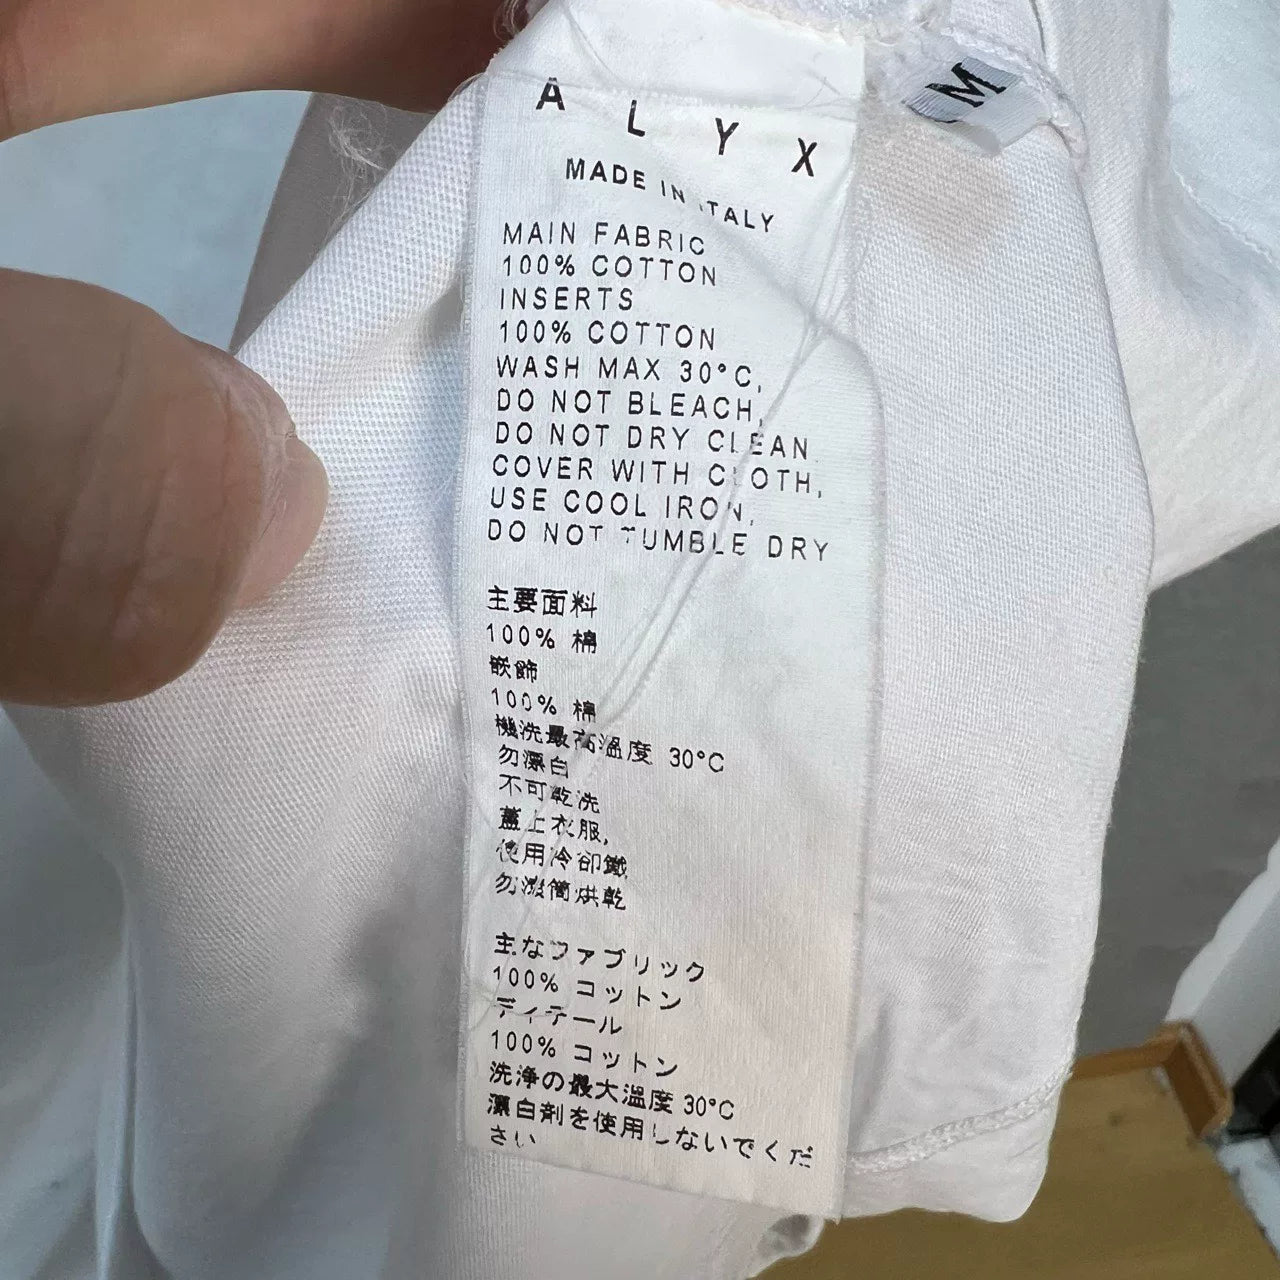 A L Y X
M
MADE IN ITALY
MAIN FABRIC
100% COTTON
INSERTS
100% COTTON
WASH MAX 30°C,
DO NOT BLEACH,
DO NOT DRY CLEAN
COVER WITH CLOTH,
USE COOL IRON,
DO NOT TUMBLE DRY
主要面料
100% 棉
嵌飾
100% 棉
機洗最高溫度 30°C
勿漂白
不可乾洗
蓋上衣服,
使用冷卻鐵
勿滾筒烘乾
主なファブリック
100% コットン
ディテール
100% コットン
洗浄の最大温度 30°C
漂白剤を使用しないでくだ
さい